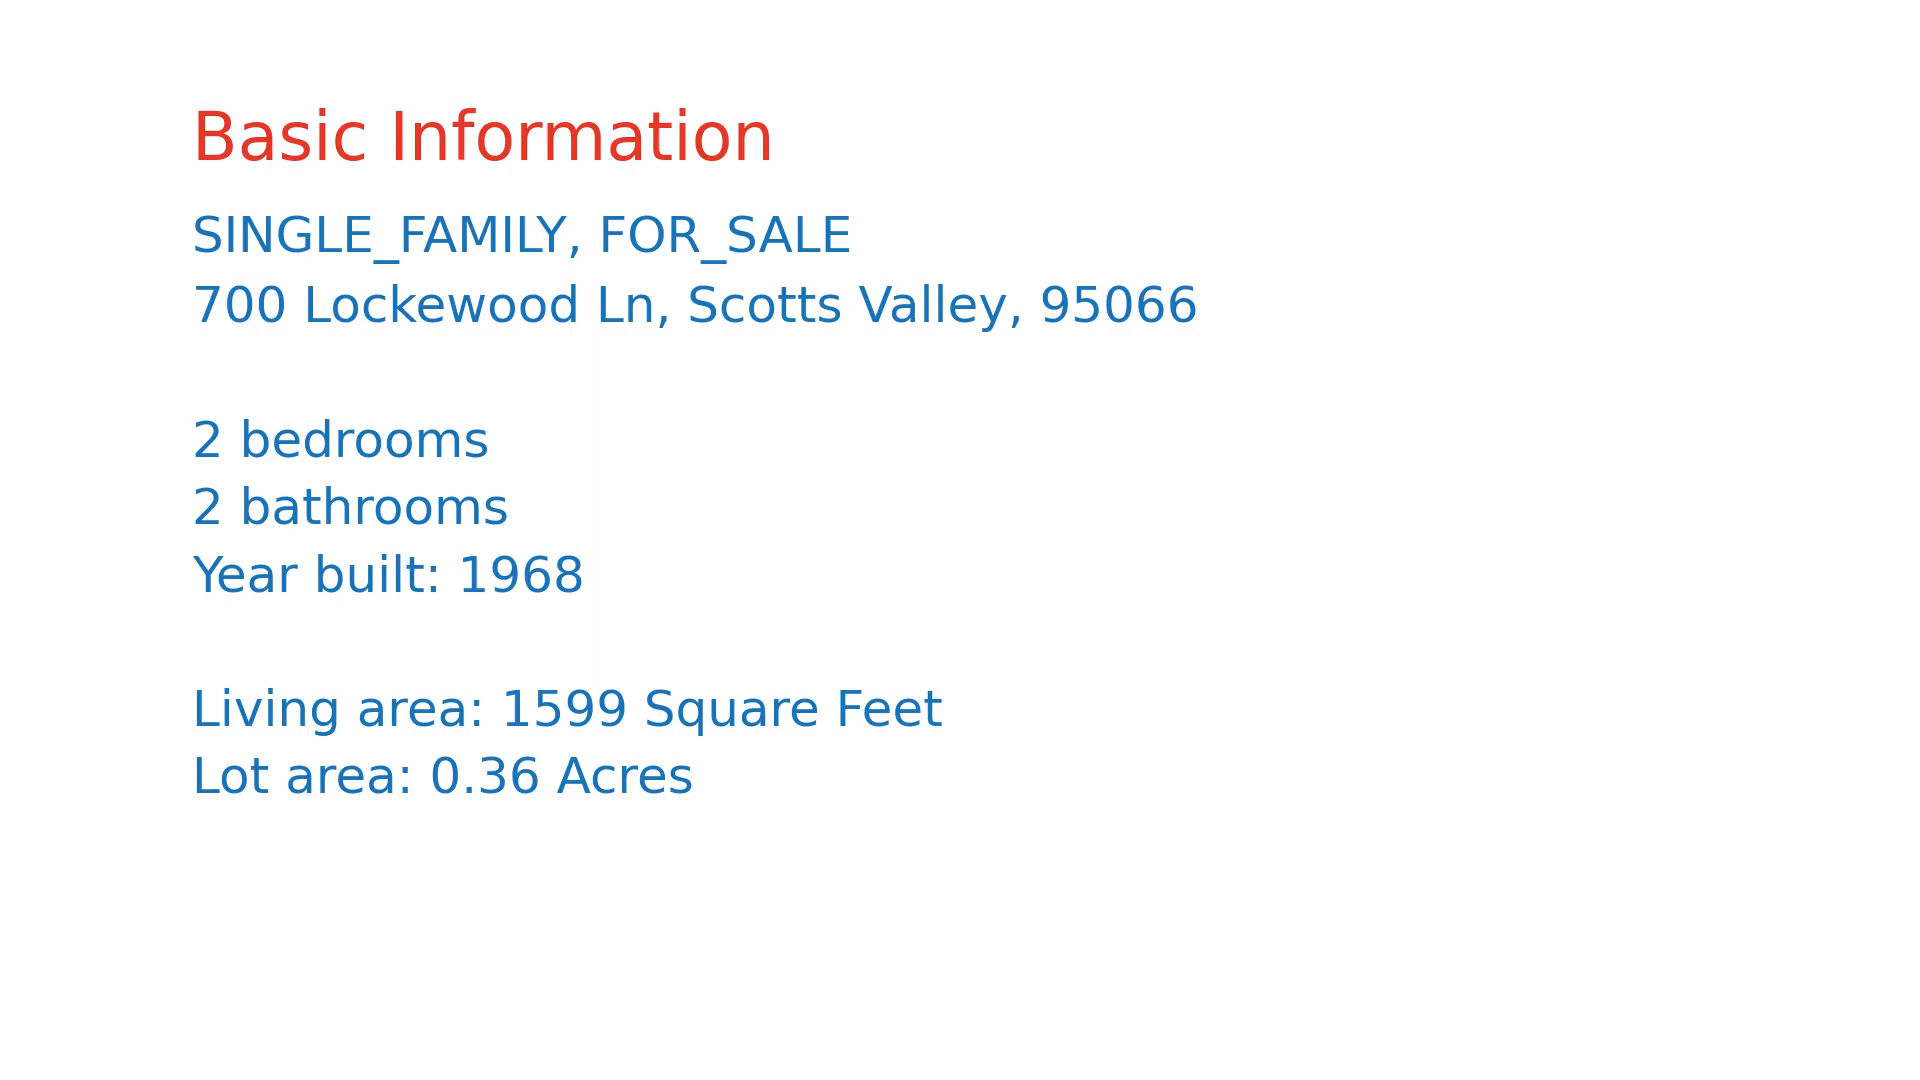 Basic Information
SINGLE_FAMILY, FOR_SALE
700 Lockewood Ln, Scotts Valley, 95066
2 bedrooms
2 bathrooms
Year built: 1968
Living area: 1599 Square Feet
Lot area: 0.36 Acres